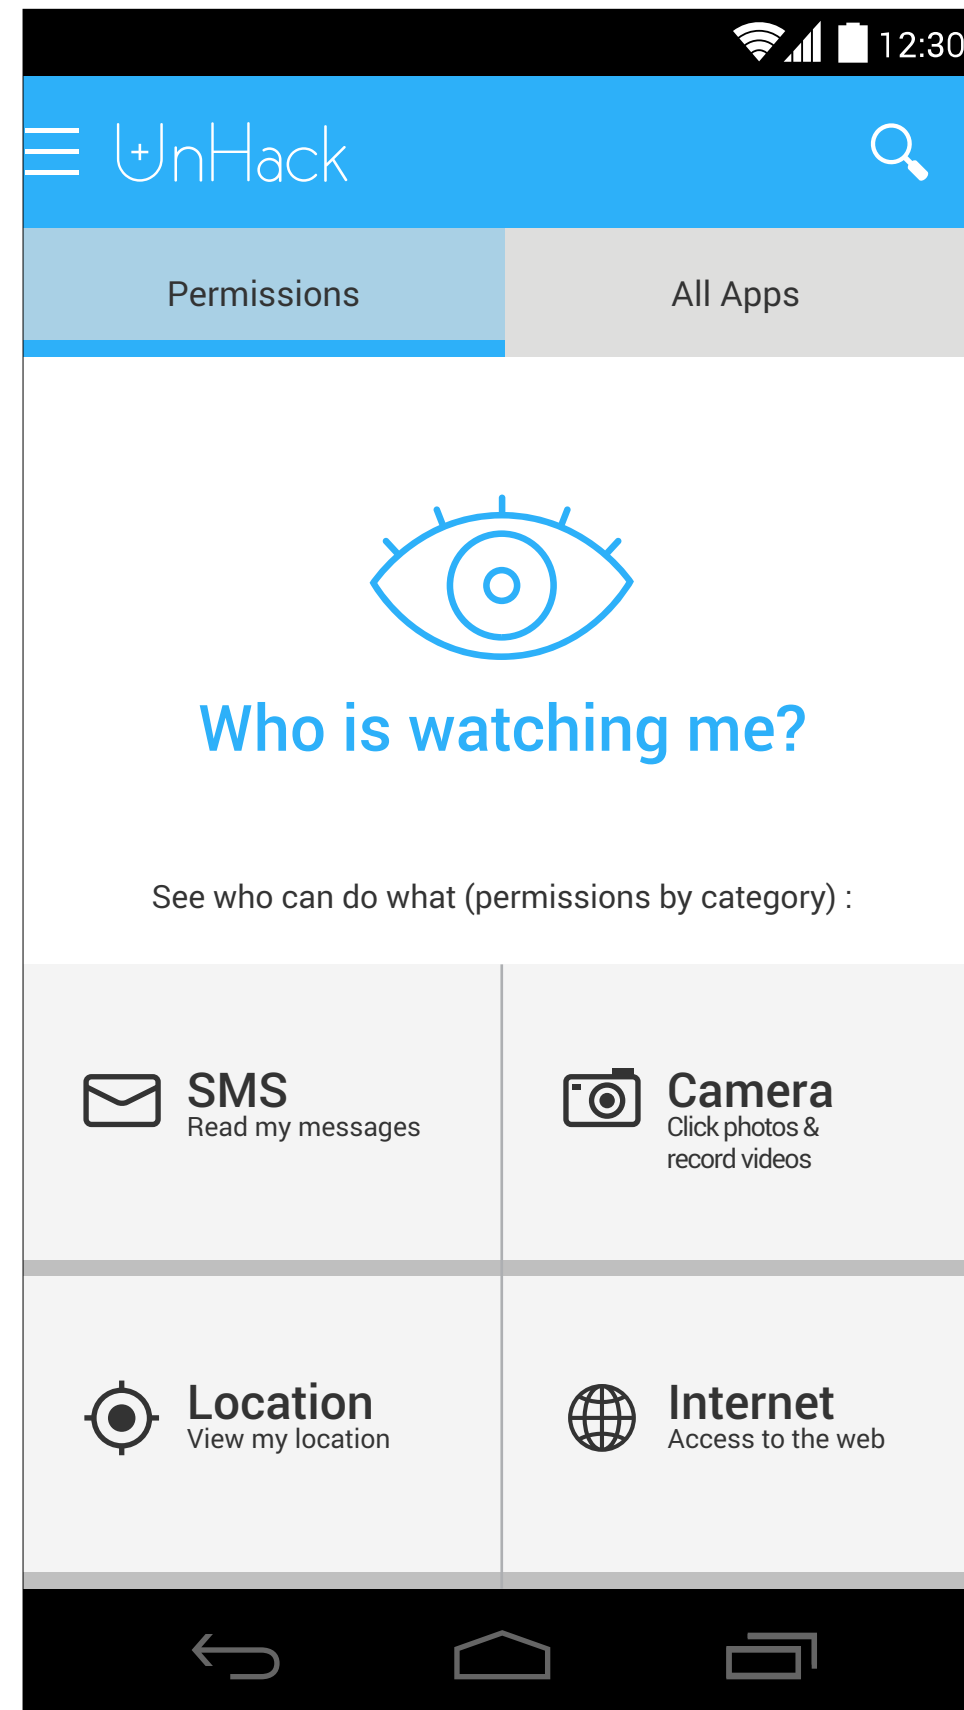 12:30
UnHack
Permissions
All Apps
Who is watching me?
See who can do what (permissions by category) :
SMS
Read my messages
Camera
Click photos &
record videos
Location
View my location
Internet
Access to the web